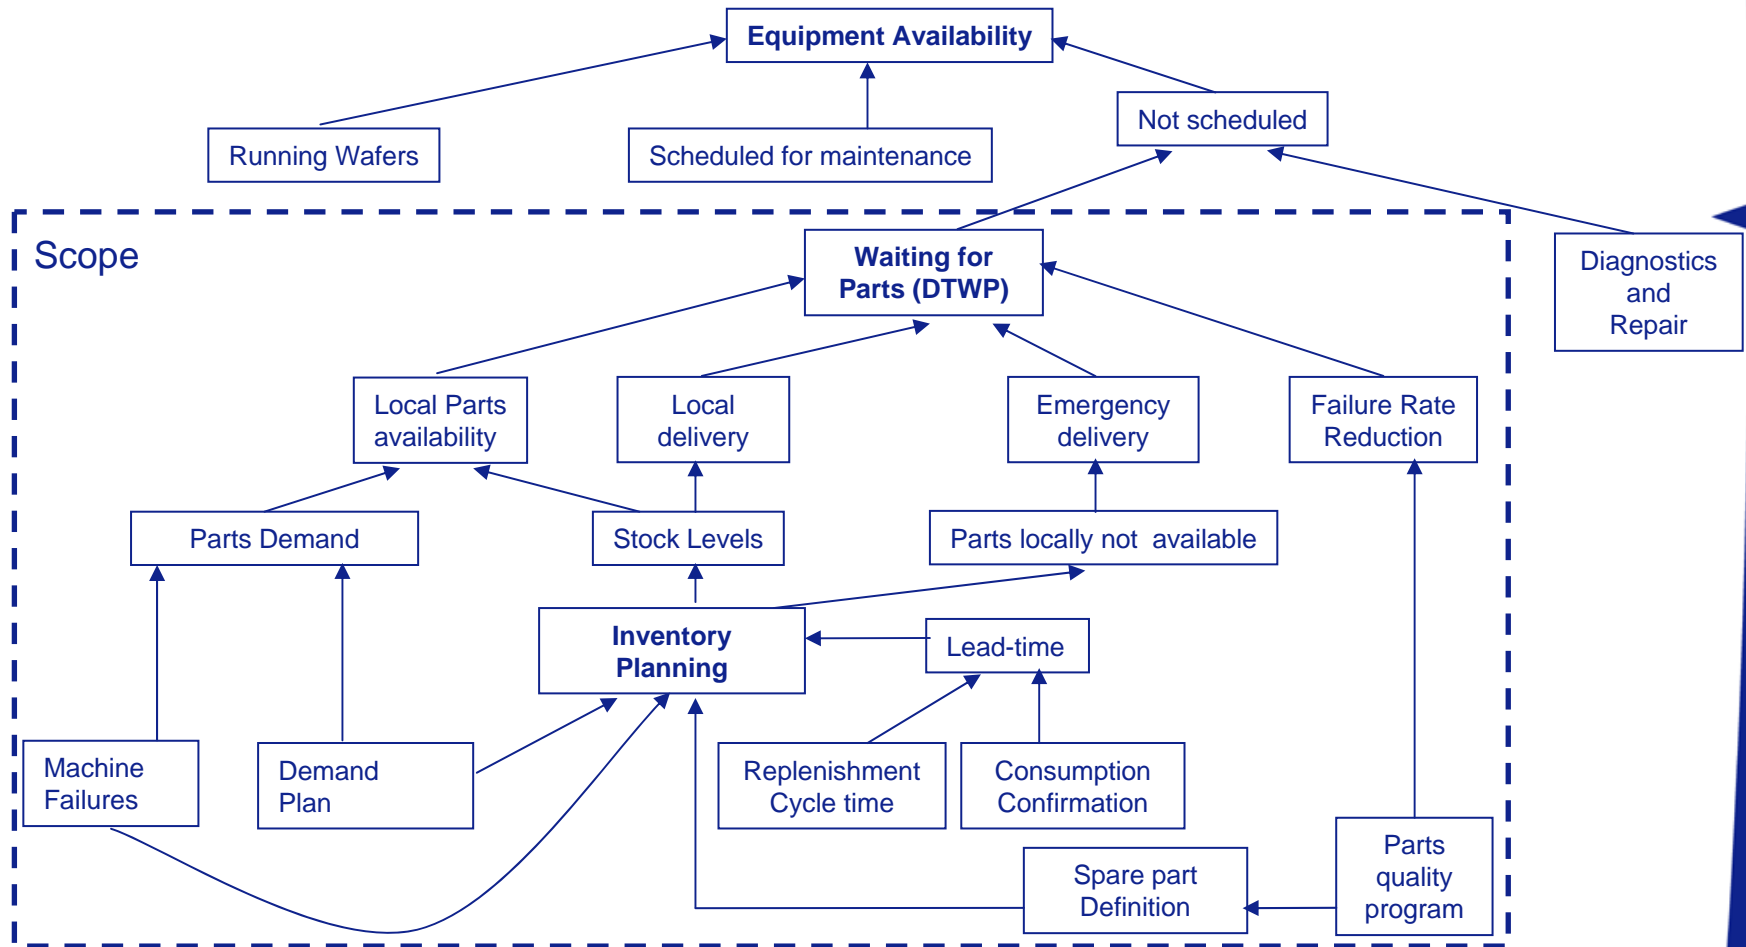 Equipment Availability
Not scheduled
Running Wafers
Scheduled for maintenance
Scope
Waiting for
Parts (DTWP)
Diagnostics
and
Repair
Local Parts
availability
Local
delivery
Emergency
delivery
Failure Rate
Reduction
Parts Demand
Stock Levels
Parts locally not  available
Inventory
Planning
Lead-time
Machine
Failures
Demand
Plan
Replenishment
Cycle time
Consumption
Confirmation
Spare part
Definition
Parts
quality
program